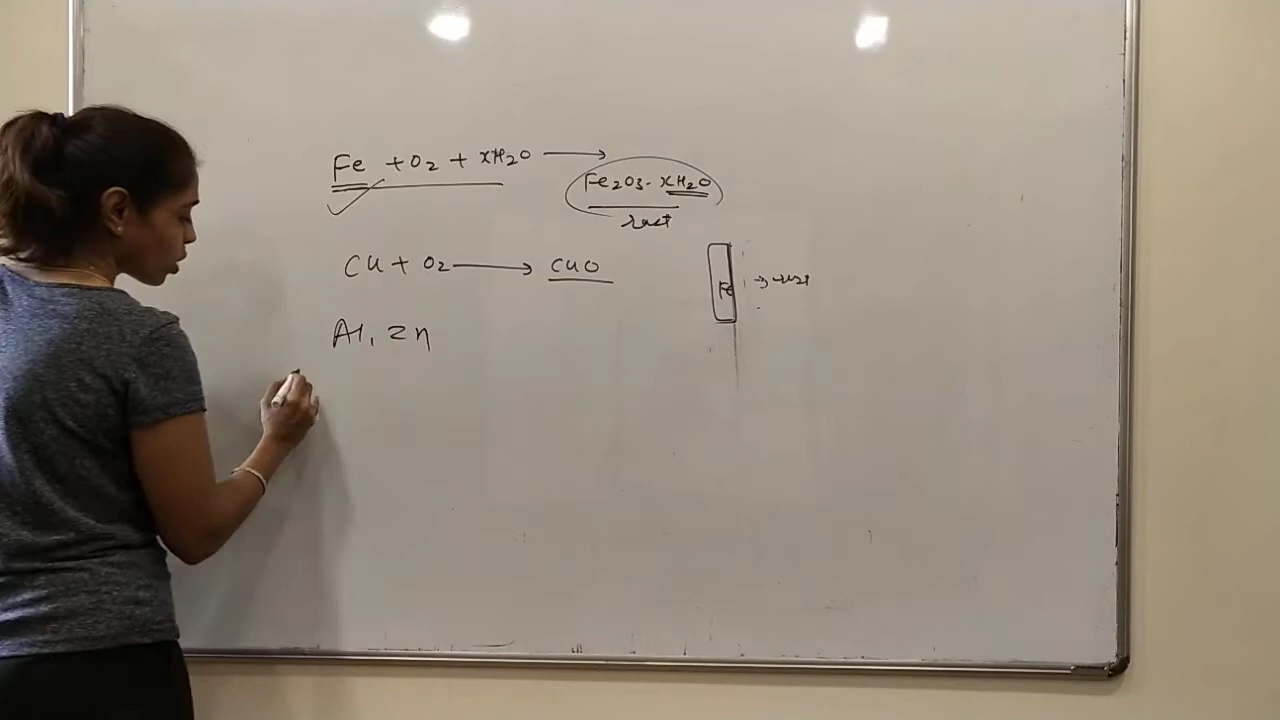 Fe + O2 + xH2O →
Fe2O3. xH2O
rust
Cu + O2 → CuO
Fe → rust
Al, Zn